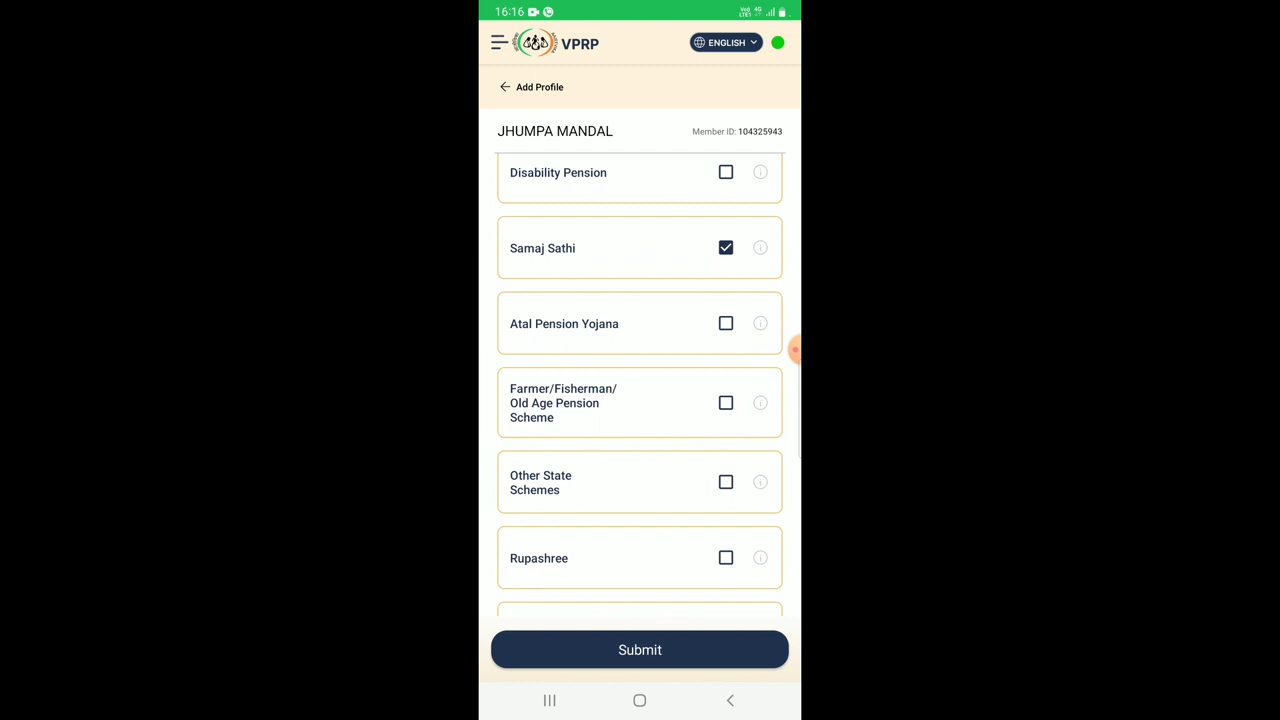 16:16
VPRP
ENGLISH
Add Profile
JHUMPA MANDAL
Member ID: 104325943
Disability Pension
Samaj Sathi
Atal Pension Yojana
Farmer/Fisherman/
Old Age Pension
Scheme
Other State
Schemes
Rupashree
Submit